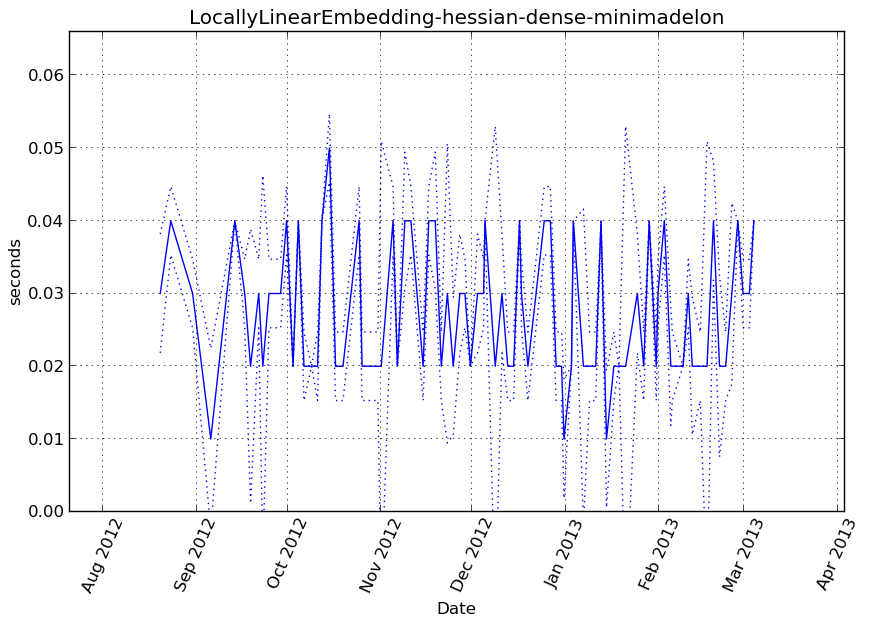 LocallyLinearEmbedding-hessian-dense-minimadelon
0.06
0.05
0.04
0.03
0.02
0.01
0.00
seconds
Aug 2012
Sep 2012
Oct 2012
Nov 2012
Dec 2012
Jan 2013
Feb 2013
Mar 2013
Apr 2013
Date